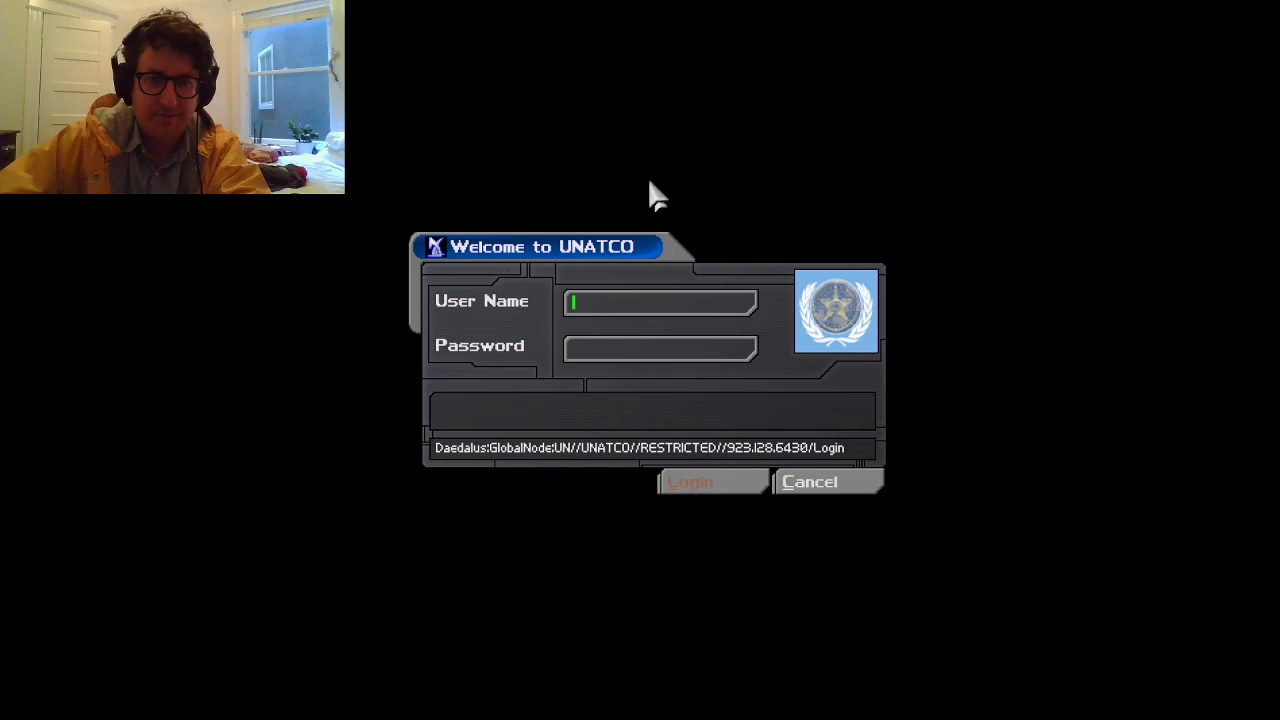 Welcome to UNATCO
User Name
Password
Daedalus:GlobalNode:UN//UNATCO//RESTRICTED//923.128.6430/Login
Login
Cancel